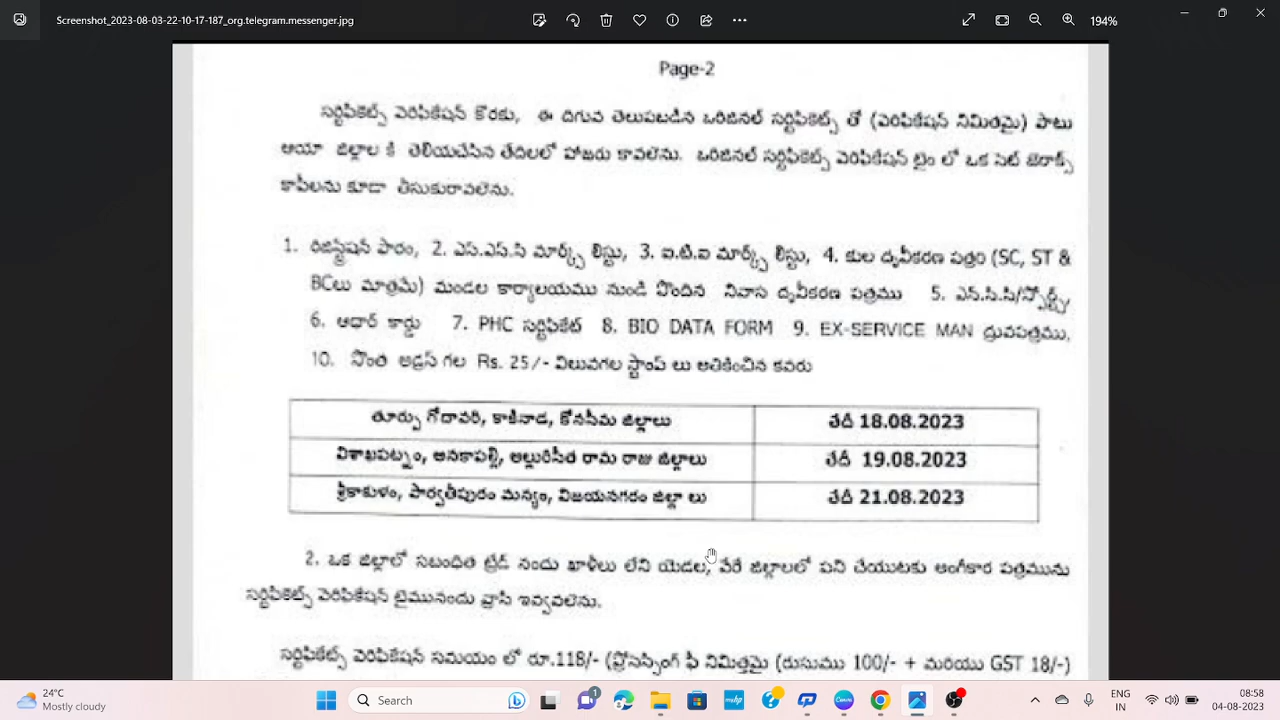 Screenshot_2023-08-03-22-10-17-187_org.telegram.messenger.jpg
194%
Page-2
సర్టిఫికెట్స్ వెరిఫికేషన్ కొరకు, ఈ దిగువ తెలుపబడిన ఒరిజినల్ సర్టిఫికెట్స్ తో (వెరిఫికేషన్ నిమిత్తమై) పాటు
ఆయా జిల్లాల కి తెలియచేసిన తేదిలలో హాజరు కావలెను. ఒరిజినల్ సర్టిఫికెట్స్ వెరిఫికేషన్ టైం లో ఒక సెట్ జెరాక్స్
కాపీలను కూడా తీసుకురావలెను.
1. రిజిస్ట్రేషన్ ఫారం, 2. ఎస్.ఎస్.సి మార్క్స్ లిస్టు, 3. ఐ.టి.ఐ మార్క్స్ లిస్టు, 4. కుల దృవీకరణ పత్రం (SC, ST &
BCలు మాత్రమే) మండల కార్యాలయము నుండి పొందిన నివాస దృవీకరణ పత్రము 5. ఎన్.సి.సి/స్పోర్ట్స్
6. ఆధార్ కార్డు 7. PHC సర్టిఫికేట్ 8. BIO DATA FORM 9. EX-SERVICE MAN ధ్రువపత్రము,
10. సొంత అడ్రస్ గల Rs. 25/- విలువగల స్టాంప్ లు అతికించిన కవరు
తూర్పు గోదావరి, కాకినాడ, కోనసీమ జిల్లాలు తేదీ 18.08.2023
విశాఖపట్నం, అనకాపల్లి, అల్లురిసీత రామ రాజు జిల్లాలు తేదీ 19.08.2023
శ్రీకాకుళం, పార్వతీపురం మన్యం, విజయనగరం జిల్లా లు తేదీ 21.08.2023
2. ఒక జిల్లాలో సబంధిత ట్రేడ్ నందు ఖాళీలు లేని యెడల, వేరే జిల్లాలలో పని చేయుటకు అంగీకార పత్రమును
సర్టిఫికెట్స్ వెరిఫికేషన్ టైమునందు వ్రాసి ఇవ్వవలెను.
సర్టిఫికేట్స్ వెరిఫికేషన్ సమయం లో రూ.118/- (ప్రోసెస్సింగ్ ఫీ నిమిత్తమై (రుసుము 100/- + మరియు GST 18/-)
24°C
Mostly cloudy
Search
1
ENG
IN
08:58
04-08-2023